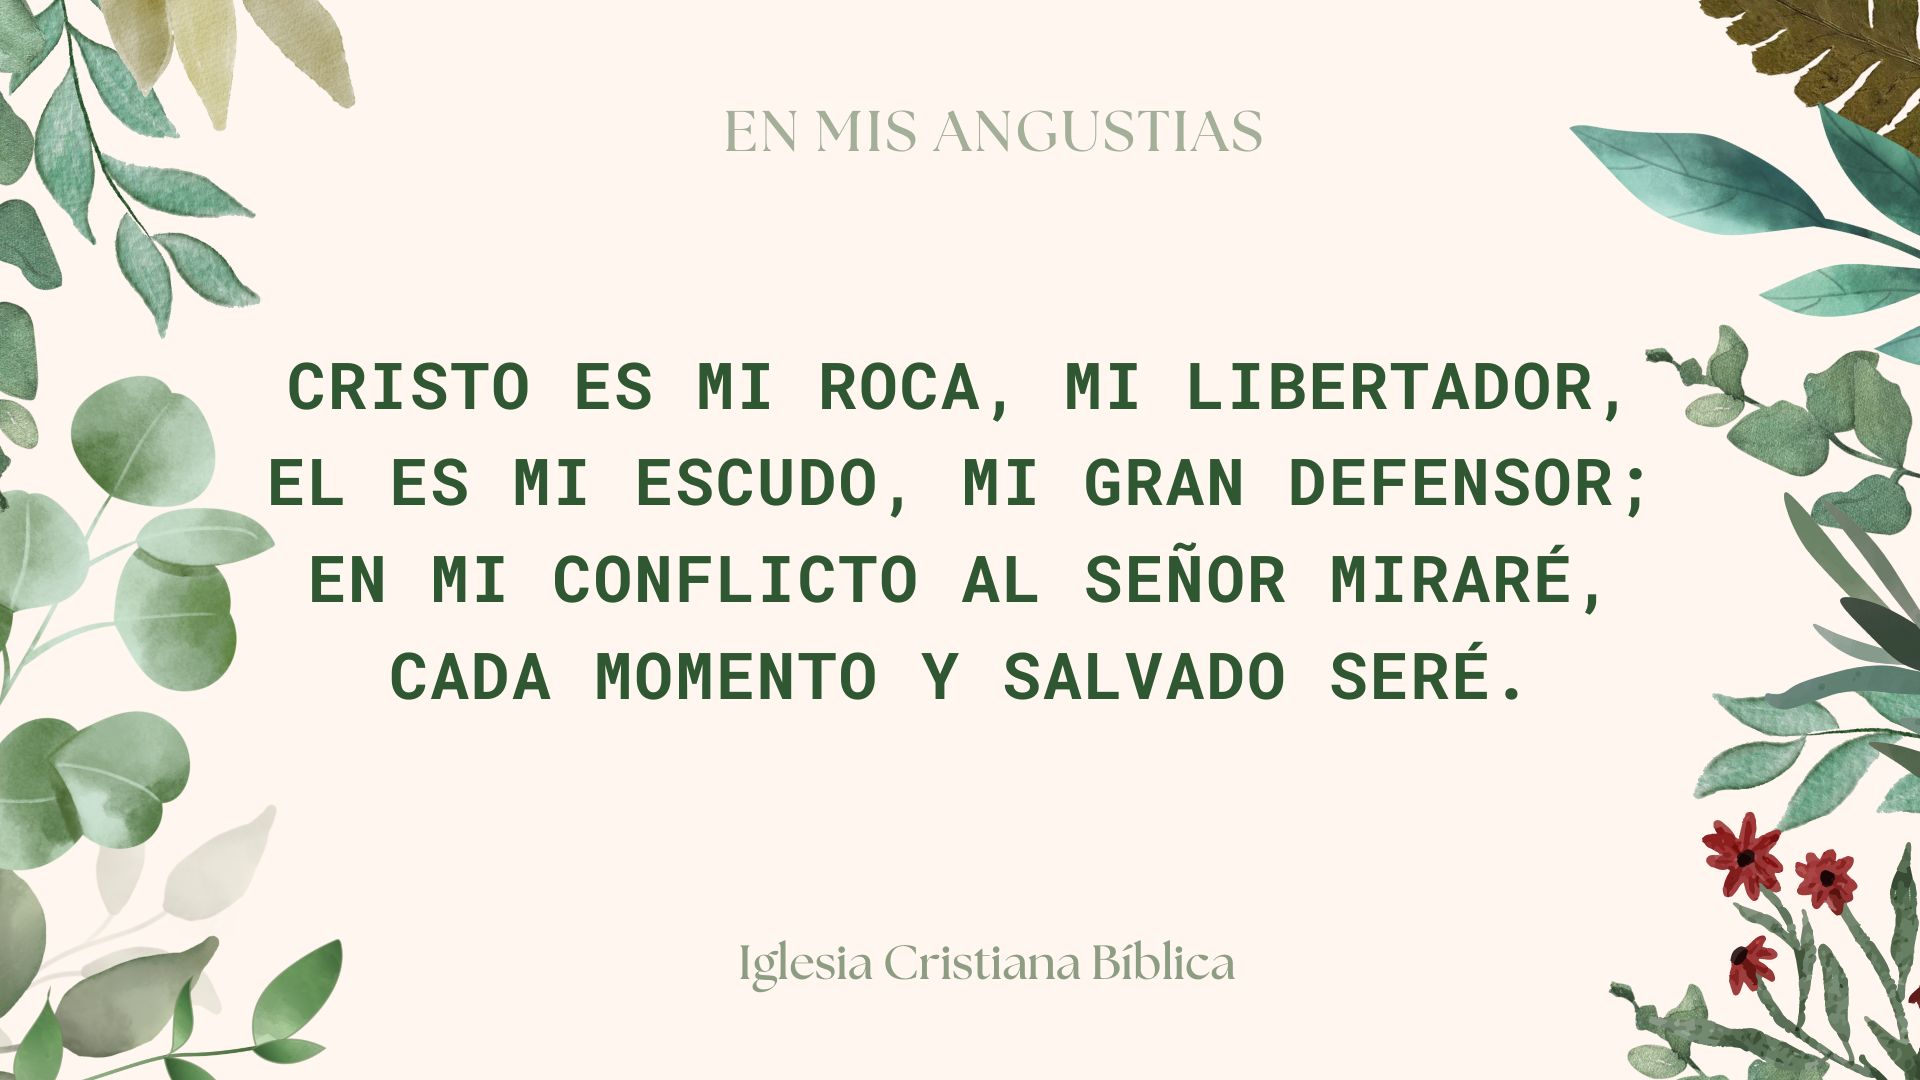 EN MIS ANGUSTIAS
CRISTO ES MI ROCA, MI LIBERTADOR,
EL ES MI ESCUDO, MI GRAN DEFENSOR;
EN MI CONFLICTO AL SEÑOR MIRARÉ,
CADA MOMENTO Y SALVADO SERÉ.
Iglesia Cristiana Bíblica